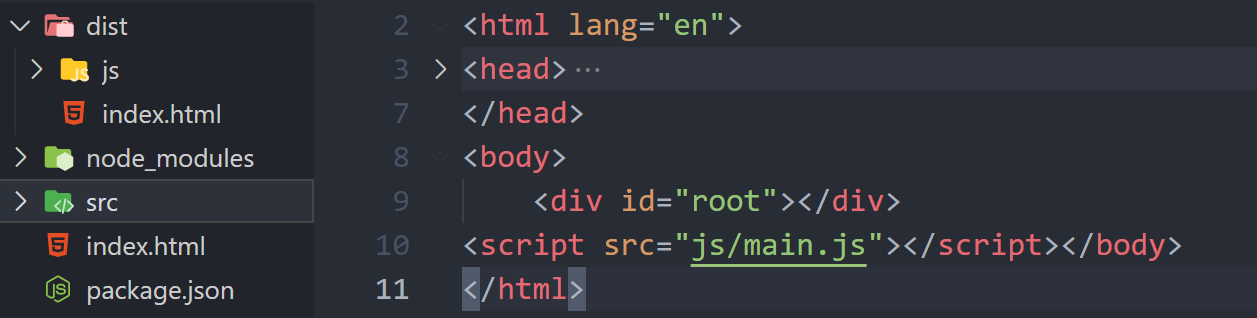 dist
js
index.html
node_modules
src
index.html
package.json
2 <html lang="en">
3 <head> ···
7 </head>
8 <body>
9 <div id="root"></div>
10 <script src="js/main.js"></script></body>
11 </html>